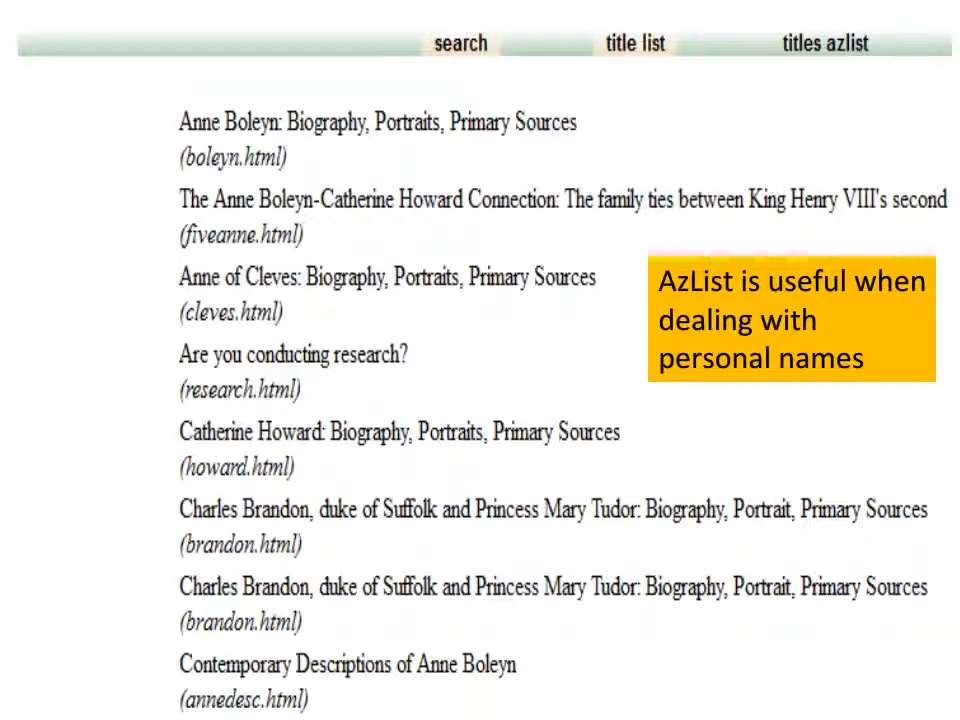 search title list titles azlist
Anne Boleyn: Biography, Portraits, Primary Sources
(boleyn.html)
The Anne Boleyn-Catherine Howard Connection: The family ties between King Henry VIII's second
(fiveanne.html)
Anne of Cleves: Biography, Portraits, Primary Sources
(cleves.html)
AzList is useful when
dealing with
personal names
Are you conducting research?
(research.html)
Catherine Howard: Biography, Portraits, Primary Sources
(howard.html)
Charles Brandon, duke of Suffolk and Princess Mary Tudor: Biography, Portrait, Primary Sources
(brandon.html)
Charles Brandon, duke of Suffolk and Princess Mary Tudor: Biography, Portrait, Primary Sources
(brandon.html)
Contemporary Descriptions of Anne Boleyn
(annedesc.html)